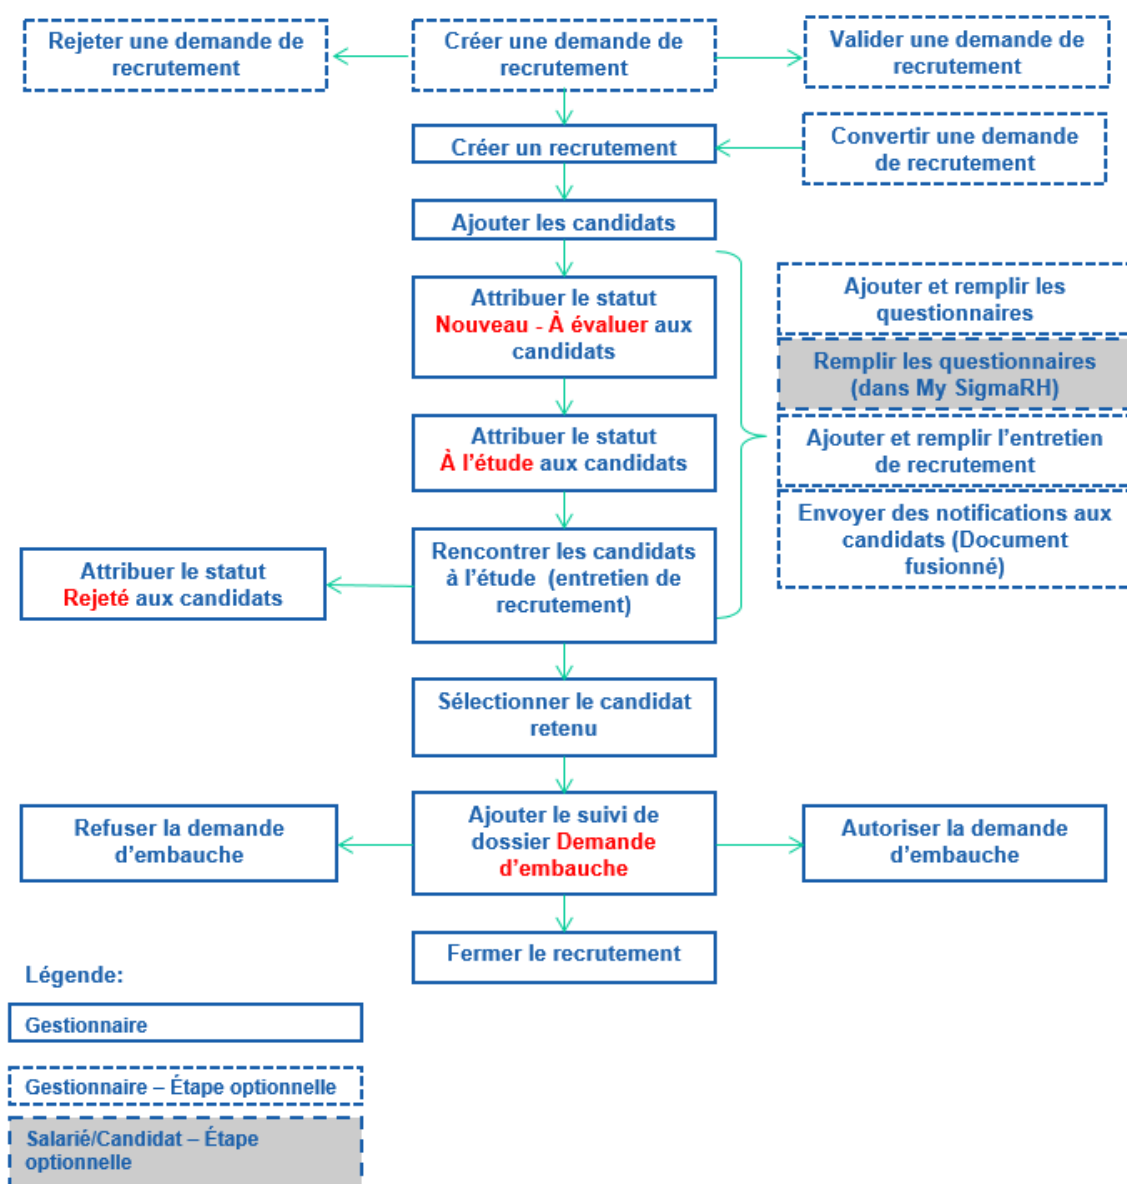 Rejeter une demande de
recrutement
Créer une demande de
recrutement
Valider une demande de
recrutement
Créer un recrutement
Convertir une demande
de recrutement
Ajouter les candidats
Attribuer le statut
Nouveau - À évaluer aux
candidats
Ajouter et remplir les
questionnaires
Remplir les questionnaires
(dans My SigmaRH)
Attribuer le statut
À l’étude aux candidats
Ajouter et remplir l’entretien
de recrutement
Envoyer des notifications aux
candidats (Document
fusionné)
Rencontrer les candidats
à l’étude (entretien de
recrutement)
Attribuer le statut
Rejeté aux candidats
Sélectionner le candidat
retenu
Refuser la demande
d’embauche
Ajouter le suivi de
dossier Demande
d’embauche
Autoriser la demande
d’embauche
Fermer le recrutement
Légende:
Gestionnaire
Gestionnaire – Étape optionnelle
Salarié/Candidat – Étape
optionnelle